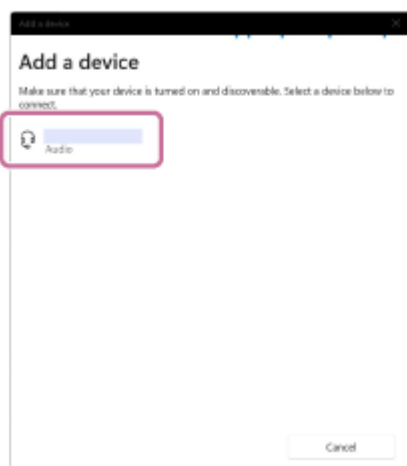 Add a device
Add a device
Make sure that your device is turned on and discoverable. Select a device below to
connect.
Audio
Cancel